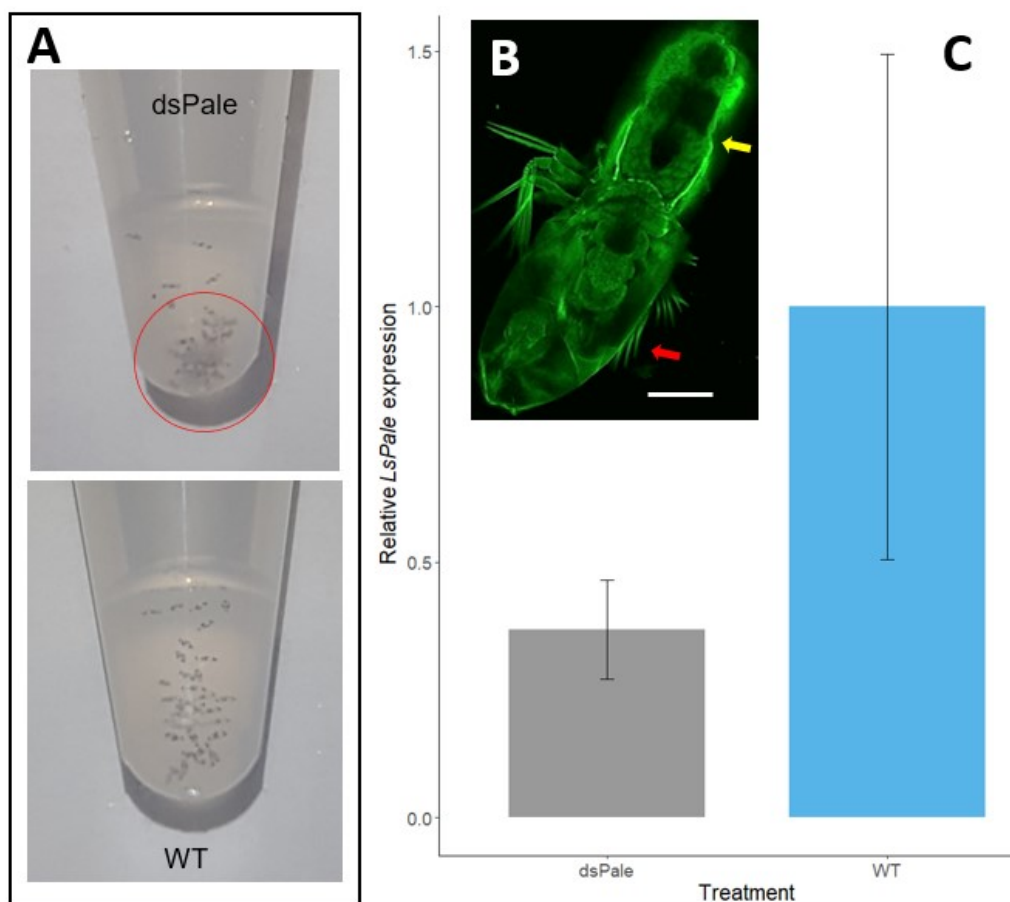 A
dsPale
WT
B
C
Relative LsPale expression
1.5
1.0
0.5
0.0
dsPale
WT
Treatment